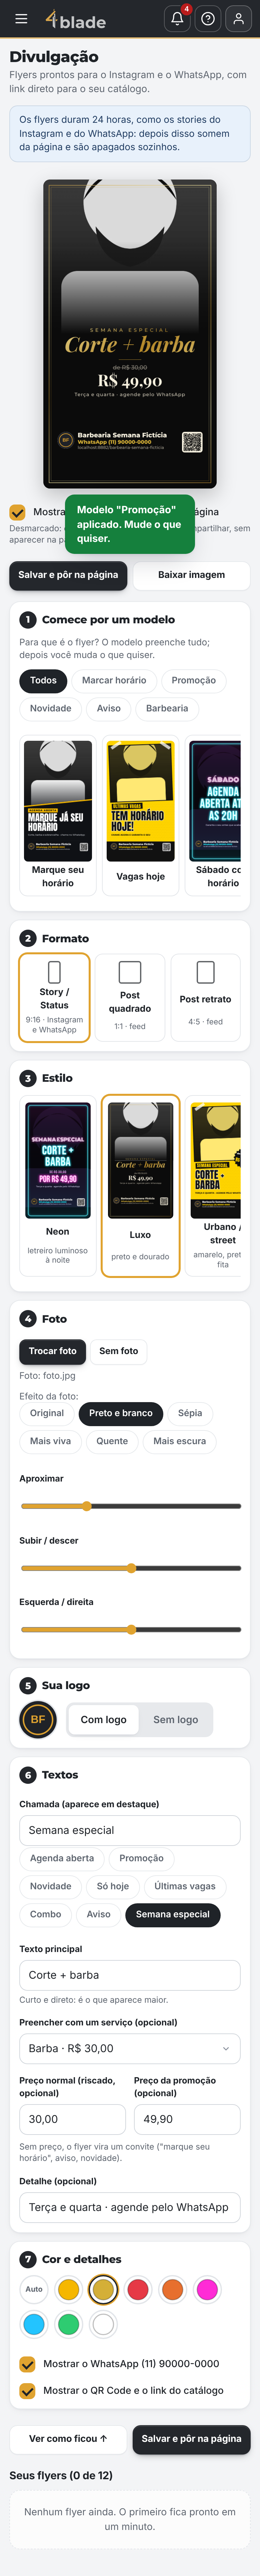 4blade
4
Divulgação
Flyers prontos para o Instagram e o WhatsApp, com
link direto para o seu catálogo.
Os flyers duram 24 horas, como os stories do
Instagram e do WhatsApp: depois disso somem
da página e são apagados sozinhos.
SEMANA ESPECIAL
Corte + barba
de R$ 30,00
R$ 49,90
Terça e quarta · agende pelo WhatsApp
BF
Barbearia Semana Fictícia
WhatsApp (11) 90000-0000
Mostra
ágina
Desmarcado:
mpartilhar, sem
aparecer na pá
Modelo "Promoção"
aplicado. Mude o que
quiser.
Salvar e pôr na página
Baixar imagem
1 Comece por um modelo
Para que é o flyer? O modelo preenche tudo;
depois você muda o que quiser.
Todos
Marcar horário
Promoção
Novidade
Aviso
Barbearia
MARQUE JÁ SEU
HORÁRIO
ÚLTIMAS VAGAS
TEM HORÁRIO
HOJE!
SÁBADO
AGENDA
ABERTA AT
AS 20H
Marque seu
horário
Vagas hoje
Sábado co
horário
2 Formato
Story /
Status
9:16 · Instagram
e WhatsApp
Post
quadrado
1:1 · feed
Post retrato
4:5 · feed
3 Estilo
SEMANA ESPECIAL
CORTE +
BARBA
POR R$ 49,90
SEMANA ESPECIAL
Corte + barba
R$ 49,90
CORTE +
BARBA
Neon
letreiro luminoso
à noite
Luxo
preto e dourado
Urbano /
street
amarelo, pret
fita
4 Foto
Trocar foto
Sem foto
Foto: foto.jpg
Efeito da foto:
Original
Preto e branco
Sépia
Mais viva
Quente
Mais escura
Aproximar
Subir / descer
Esquerda / direita
5 Sua logo
BF
Com logo
Sem logo
6 Textos
Chamada (aparece em destaque)
Semana especial
Agenda aberta
Promoção
Novidade
Só hoje
Últimas vagas
Combo
Aviso
Semana especial
Texto principal
Corte + barba
Curto e direto: é o que aparece maior.
Preencher com um serviço (opcional)
Barba · R$ 30,00
Preço normal (riscado,
opcional)
Preço da promoção
(opcional)
30,00
49,90
Sem preço, o flyer vira um convite ("marque seu
horário", aviso, novidade).
Detalhe (opcional)
Terça e quarta · agende pelo WhatsApp
7 Cor e detalhes
Auto
Mostrar o WhatsApp (11) 90000-0000
Mostrar o QR Code e o link do catálogo
Ver como ficou ↑
Salvar e pôr na página
Seus flyers (0 de 12)
Nenhum flyer ainda. O primeiro fica pronto em
um minuto.